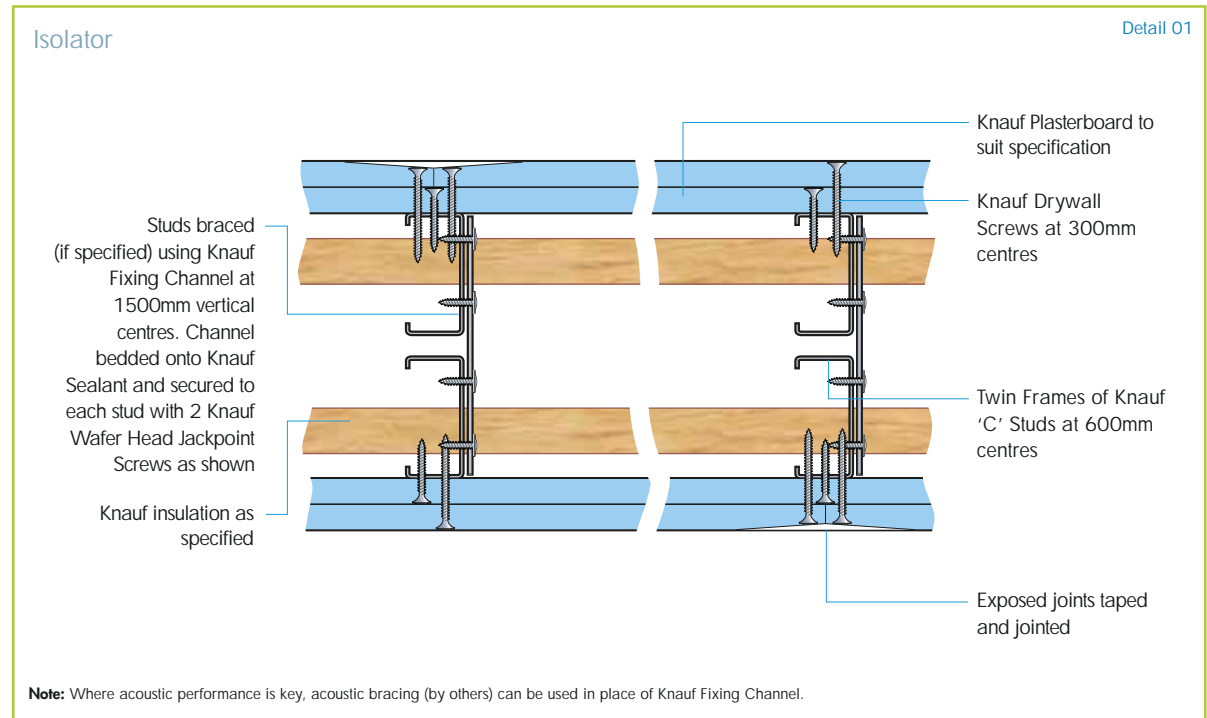 Isolator
Detail 01
Studs braced
(if specified) using Knauf
Fixing Channel at
1500mm vertical
centres. Channel
bedded onto Knauf
Sealant and secured to
each stud with 2 Knauf
Wafer Head Jackpoint
Screws as shown
Knauf insulation as
specified
Knauf Plasterboard to
suit specification
Knauf Drywall
Screws at 300mm
centres
Twin Frames of Knauf
‘C’ Studs at 600mm
centres
Exposed joints taped
and jointed
Note: Where acoustic performance is key, acoustic bracing (by others) can be used in place of Knauf Fixing Channel.